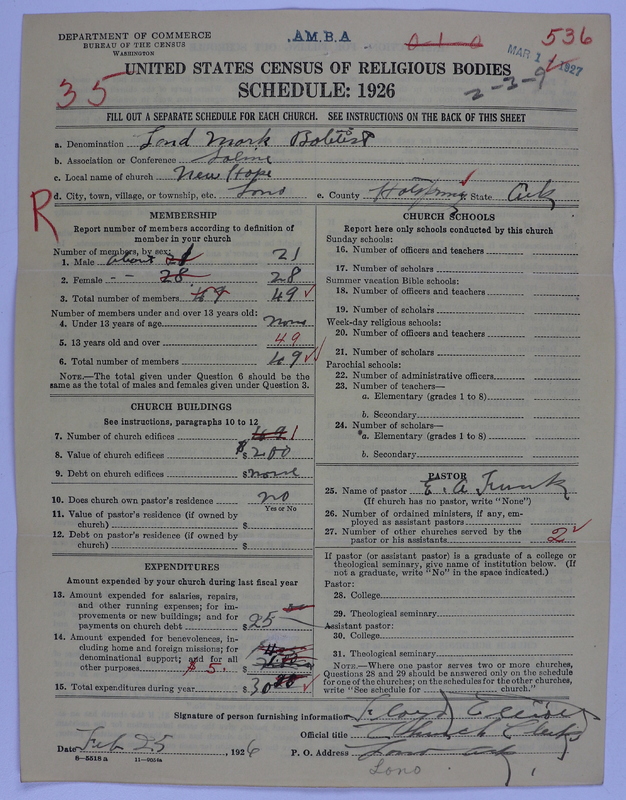 DEPARTMENT OF COMMERCE
BUREAU OF THE CENSUS
WASHINGTON
A.M.B.A
0 1 0
536
MAR 1 1927
2-3-9
35
UNITED STATES CENSUS OF RELIGIOUS BODIES
SCHEDULE: 1926
FILL OUT A SEPARATE SCHEDULE FOR EACH CHURCH. SEE INSTRUCTIONS ON THE BACK OF THIS SHEET
a. Denomination Land Mark
b. Association or Conference Saline
c. Local name of church New Hope
d. City, town, village, or township, etc. Lono e. County State Ark
R
MEMBERSHIP
Report number of members according to definition of
member in your church
Number of members, by sex:
1. Male about 21 21
2. Female - - 28 28
3. Total number of members 49 49
Number of members under and over 13 years old:
4. Under 13 years of age none
5. 13 years old and over 49
6. Total number of members 49
NOTE.—The total given under Question 6 should be the
same as the total of males and females given under Question 3.
CHURCH BUILDINGS
See instructions, paragraphs 10 to 12
7. Number of church edifices 1
8. Value of church edifices $ 200
9. Debt on church edifices $ none
10. Does church own pastor's residence no
Yes or No
11. Value of pastor's residence (if owned by
church) $
12. Debt on pastor's residence (if owned by
church) $
EXPENDITURES
Amount expended by your church during last fiscal year
13. Amount expended for salaries, repairs,
and other running expenses; for im-
provements or new buildings; and for
payments on church debt $ 25
14. Amount expended for benevolences, in-
cluding home and foreign missions; for
denominational support; and for all
other purposes $ 5. $
15. Total expenditures during year $ 30
CHURCH SCHOOLS
Report here only schools conducted by this church
Sunday schools:
16. Number of officers and teachers
17. Number of scholars
Summer vacation Bible schools:
18. Number of officers and teachers
19. Number of scholars
Week-day religious schools:
20. Number of officers and teachers
21. Number of scholars
Parochial schools:
22. Number of administrative officers
23. Number of teachers—
a. Elementary (grades 1 to 8)
b. Secondary
24. Number of scholars—
a. Elementary (grades 1 to 8)
b. Secondary
PASTOR
25. Name of pastor E. A.
(If church has no pastor, write "None")
26. Number of ordained ministers, if any, em-
ployed as assistant pastors
27. Number of other churches served by the
pastor or his assistants 2
If pastor (or assistant pastor) is a graduate of a college or
theological seminary, give name of institution below. (If
not a graduate, write "No" in the space indicated.)
Pastor:
28. College
29. Theological seminary
Assistant pastor:
30. College
31. Theological seminary
NOTE.—Where one pastor serves two or more churches,
Questions 28 and 29 should be answered only on the schedule
for one of the churches; on the schedules for the other churches,
write "See schedule for church."
Signature of person furnishing information Floyd
Official title Church Clerk
Date Feb 25, 1926 P. O. Address Lono Ark
8-5518 a
Lono